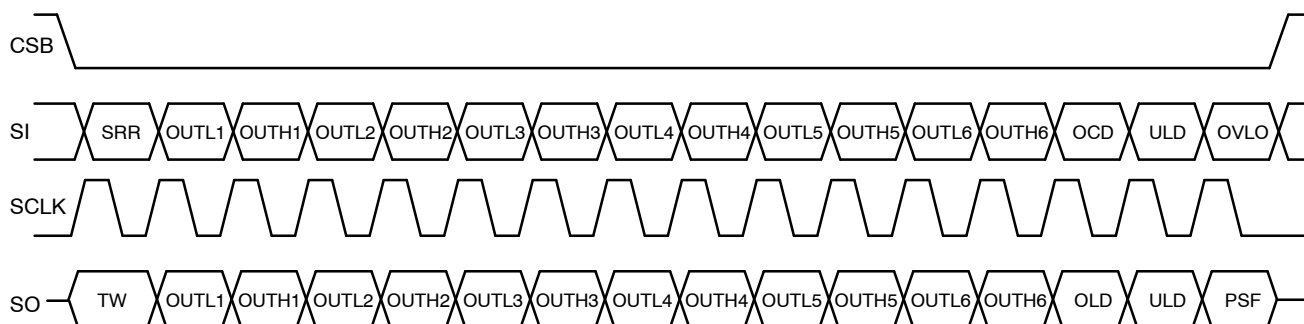 CSB
SI SRR OUTL1 OUTH1 OUTL2 OUTH2 OUTL3 OUTH3 OUTL4 OUTH4 OUTL5 OUTH5 OUTL6 OUTH6 OCD ULD OVLO
SCLK
SO TW OUTL1 OUTH1 OUTL2 OUTH2 OUTL3 OUTH3 OUTL4 OUTH4 OUTL5 OUTH5 OUTL6 OUTH6 OLD ULD PSF